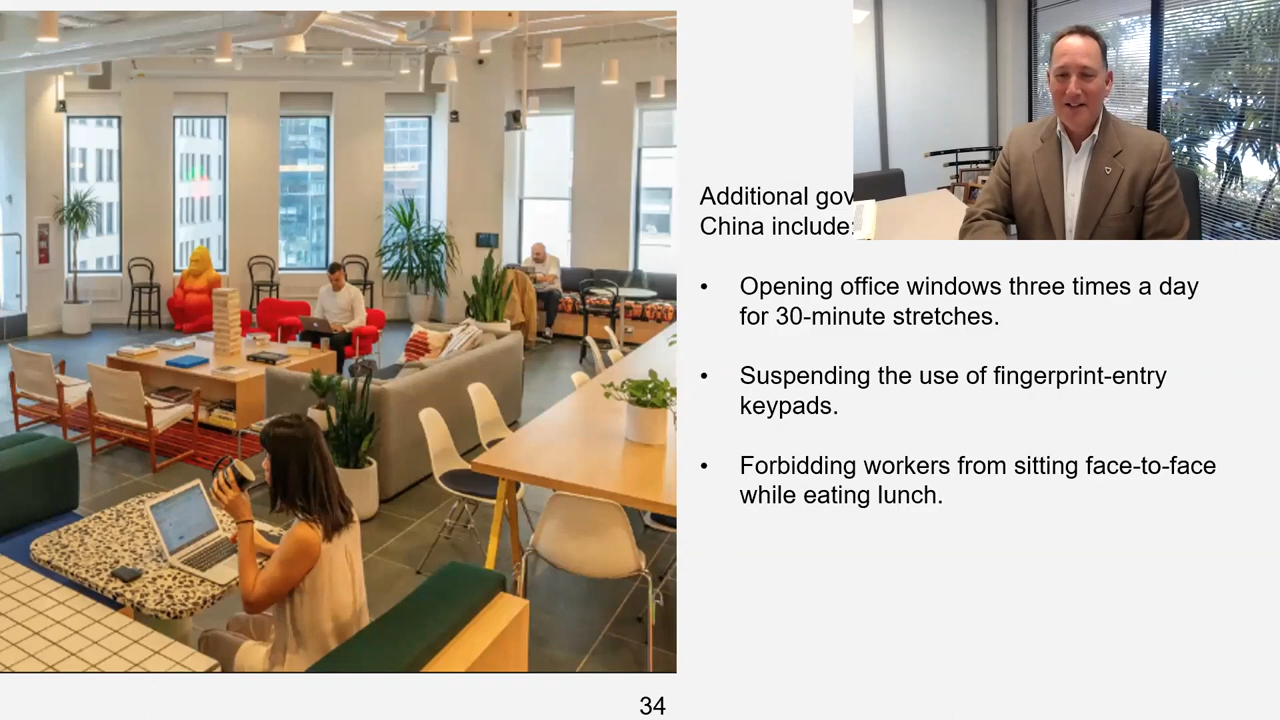 Additional gov
China include:
• Opening office windows three times a day
for 30-minute stretches.
• Suspending the use of fingerprint-entry
keypads.
• Forbidding workers from sitting face-to-face
while eating lunch.
34